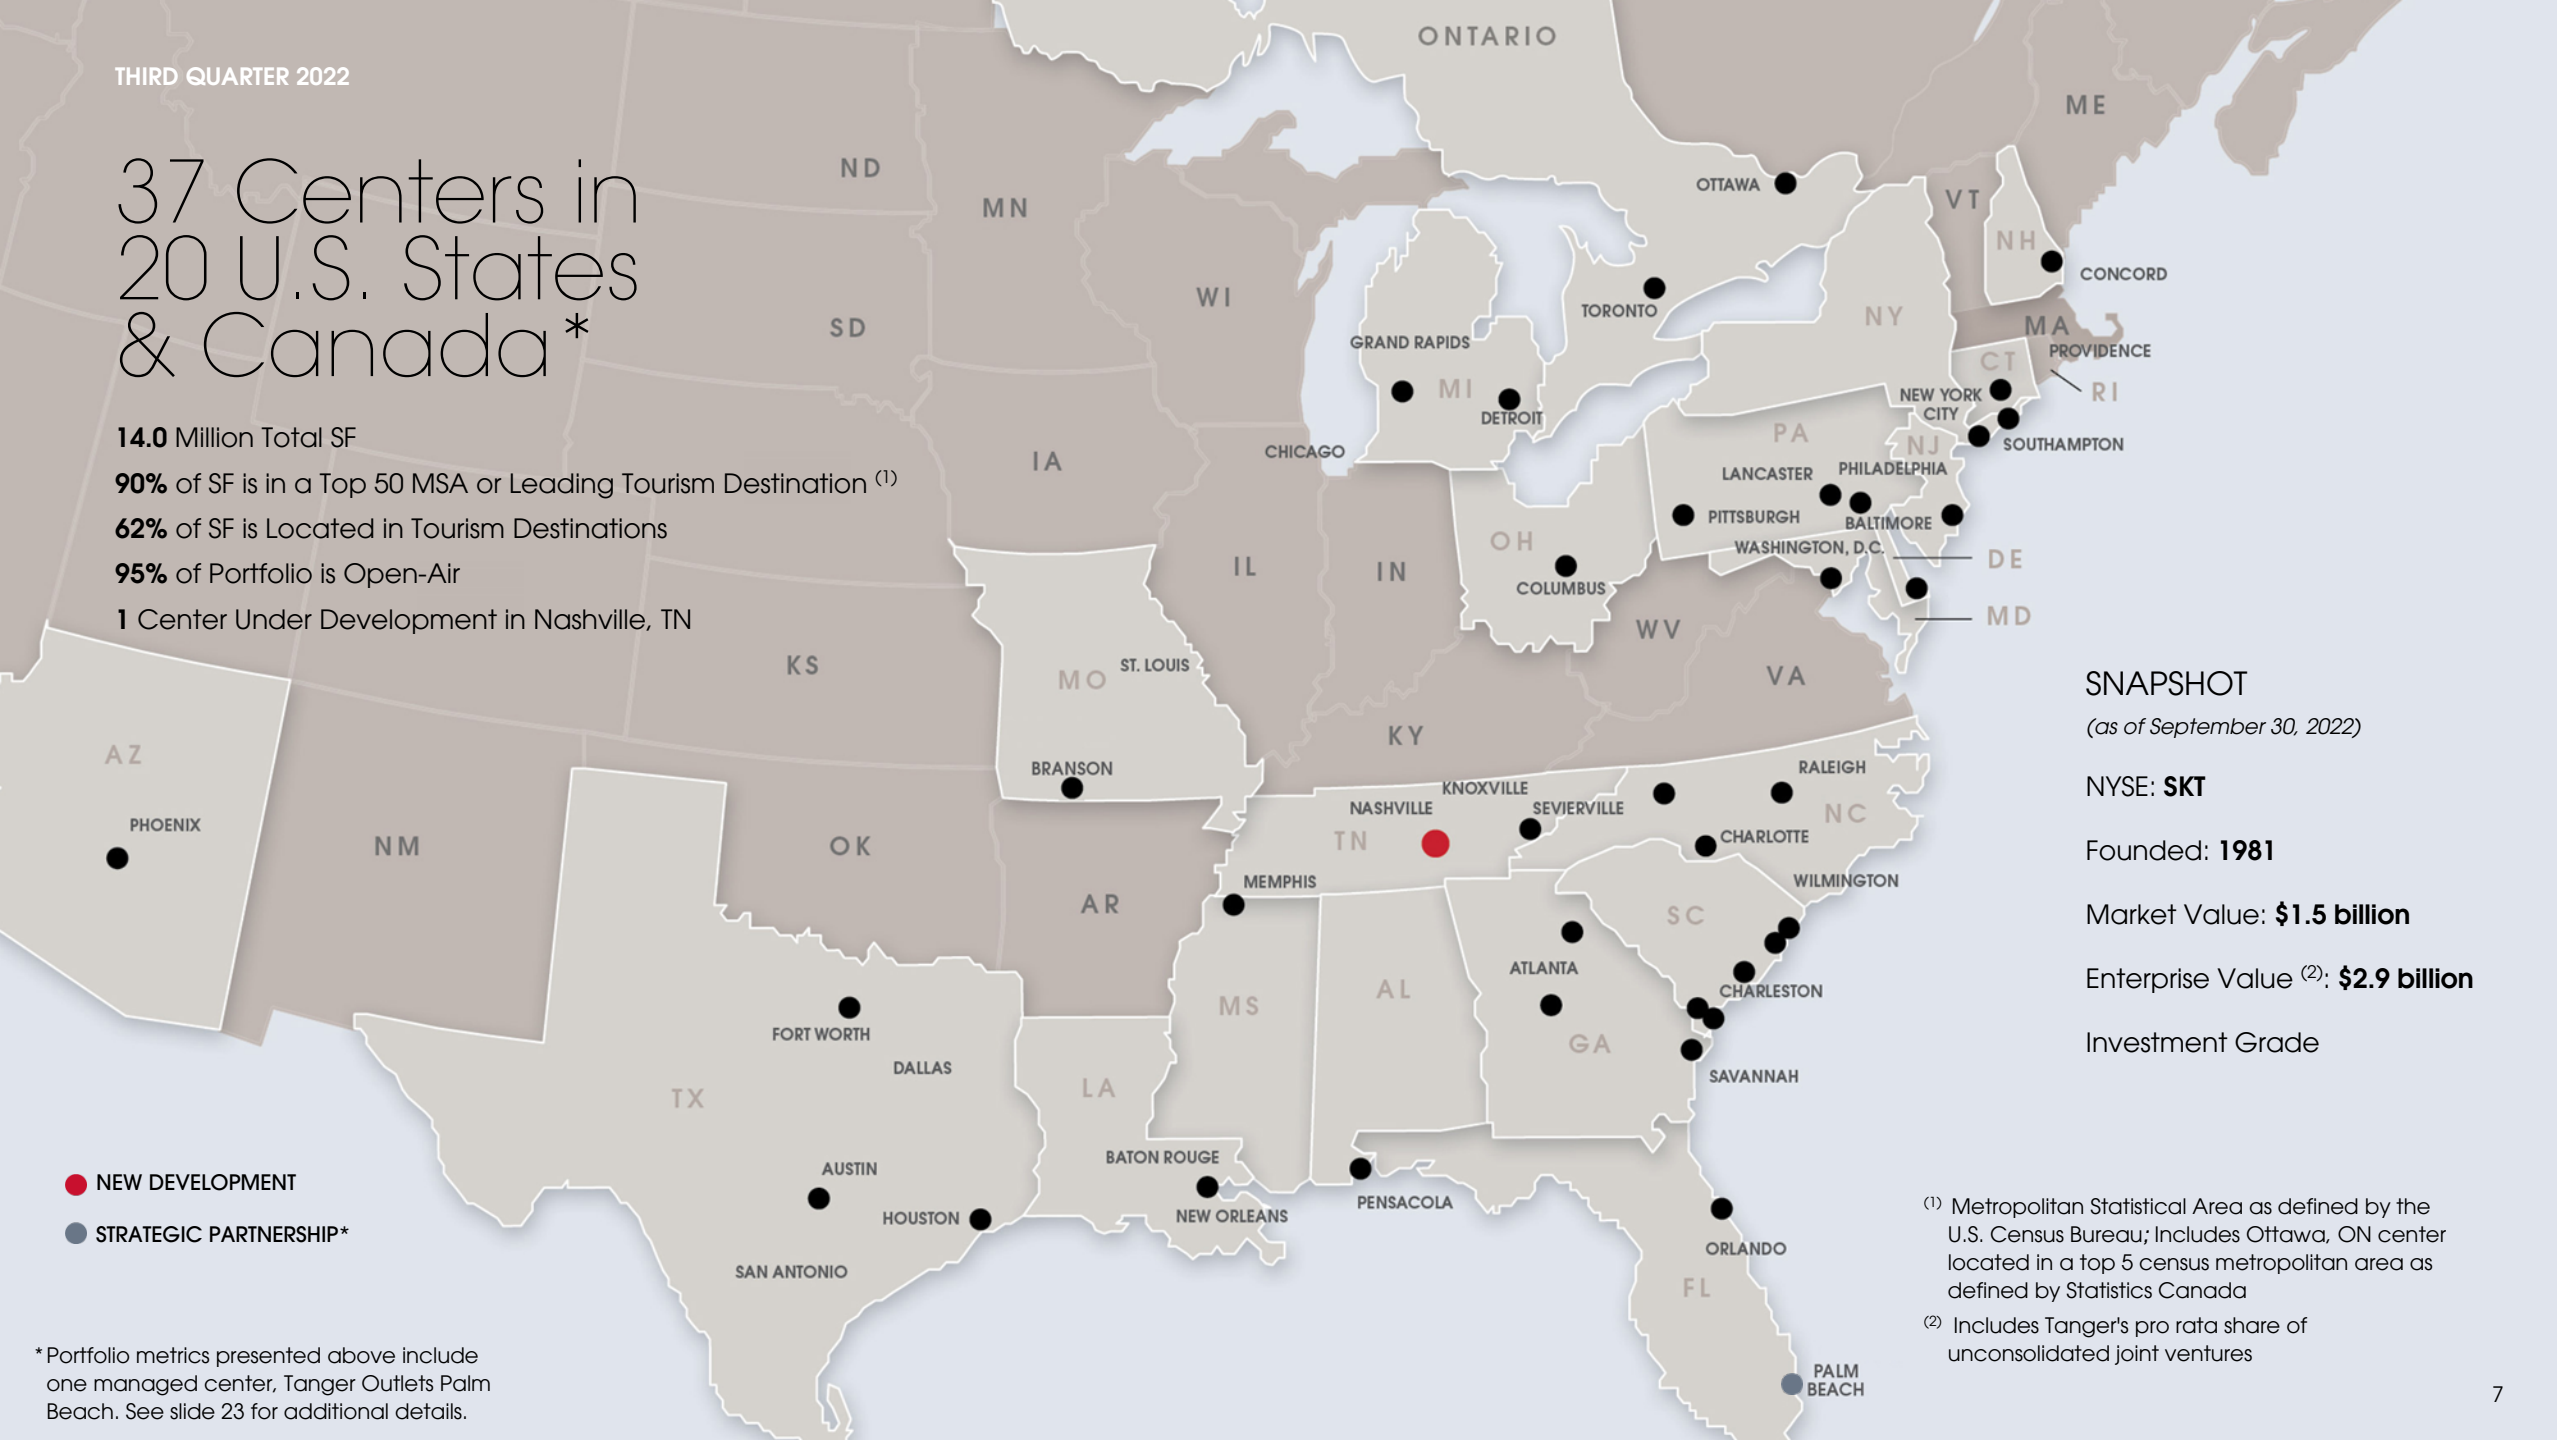 THIRD QUARTER 2022
37 Centers in
20 U.S. States
& Canada*
14.0 Million Total SF
90% of SF is in a Top 50 MSA or Leading Tourism Destination (1)
62% of SF is Located in Tourism Destinations
95% of Portfolio is Open-Air
1 Center Under Development in Nashville, TN
ONTARIO
ME
ND
MN
OTTAWA
VT
NH
CONCORD
WI
SD
TORONTO
NY
MA
GRAND RAPIDS
PROVIDENCE
CT
MI
RI
NEW YORK
CITY
DETROIT
SOUTHAMPTON
CHICAGO
IA
PA
NJ
LANCASTER
PHILADELPHIA
PITTSBURGH
BALTIMORE
OH
WASHINGTON, D.C.
DE
IL
IN
COLUMBUS
MD
WV
KS
MO
ST. LOUIS
VA
KY
AZ
BRANSON
RALEIGH
KNOXVILLE
NASHVILLE
SEVIERVILLE
NC
PHOENIX
NM
OK
TN
CHARLOTTE
MEMPHIS
WILMINGTON
AR
SC
ATLANTA
AL
MS
CHARLESTON
FORT WORTH
GA
DALLAS
SAVANNAH
TX
LA
BATON ROUGE
AUSTIN
PENSACOLA
HOUSTON
NEW ORLEANS
ORLANDO
SAN ANTONIO
FL
PALM
BEACH
SNAPSHOT
(as of September 30, 2022)
NYSE: SKT
Founded: 1981
Market Value: $1.5 billion
Enterprise Value (2): $2.9 billion
Investment Grade
NEW DEVELOPMENT
STRATEGIC PARTNERSHIP*
*Portfolio metrics presented above include
one managed center, Tanger Outlets Palm
Beach. See slide 23 for additional details.
(1) Metropolitan Statistical Area as defined by the
U.S. Census Bureau; Includes Ottawa, ON center
located in a top 5 census metropolitan area as
defined by Statistics Canada
(2) Includes Tanger's pro rata share of
unconsolidated joint ventures
7